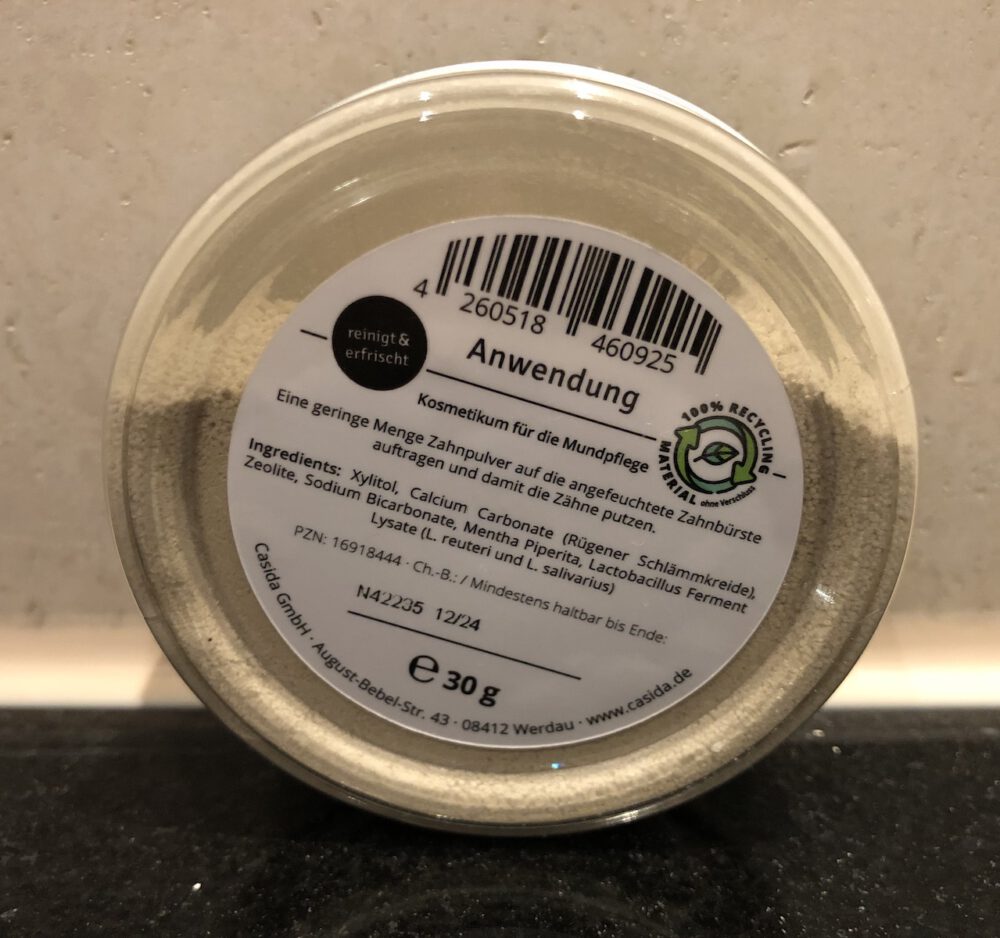 4 260518 460925
reinigt &
erfrischt
Anwendung
Kosmetikum für die Mundpflege
100% RECYCLING
MATERIAL
ohne Verschluss
Eine geringe Menge Zahnpulver auf die angefeuchtete Zahnbürste
auftragen und damit die Zähne putzen.
Ingredients: Xylitol, Calcium Carbonate (Rügener Schlämmkreide),
Zeolite, Sodium Bicarbonate, Mentha Piperita, Lactobacillus Ferment
Lysate (L. reuteri und L. salivarius)
PZN: 16918444 · Ch.-B.: / Mindestens haltbar bis Ende:
N42235 12/24
℮ 30 g
Casida GmbH · August-Bebel-Str. 43 · 08412 Werdau · www.casida.de